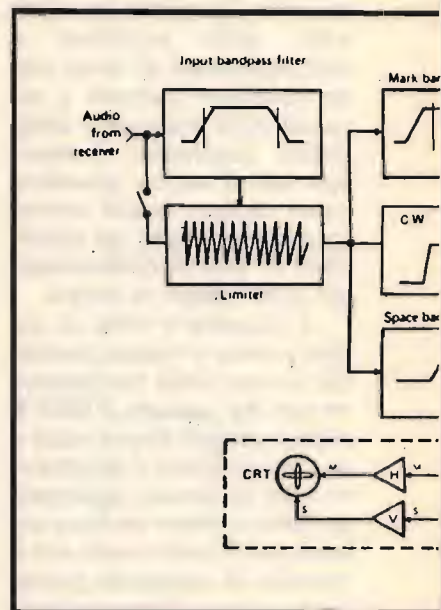 Input bandpass filter
Mark ban
Audio
from
receiver
CW
Limiter
Space ban
CRT
M
H
M
S
V
S